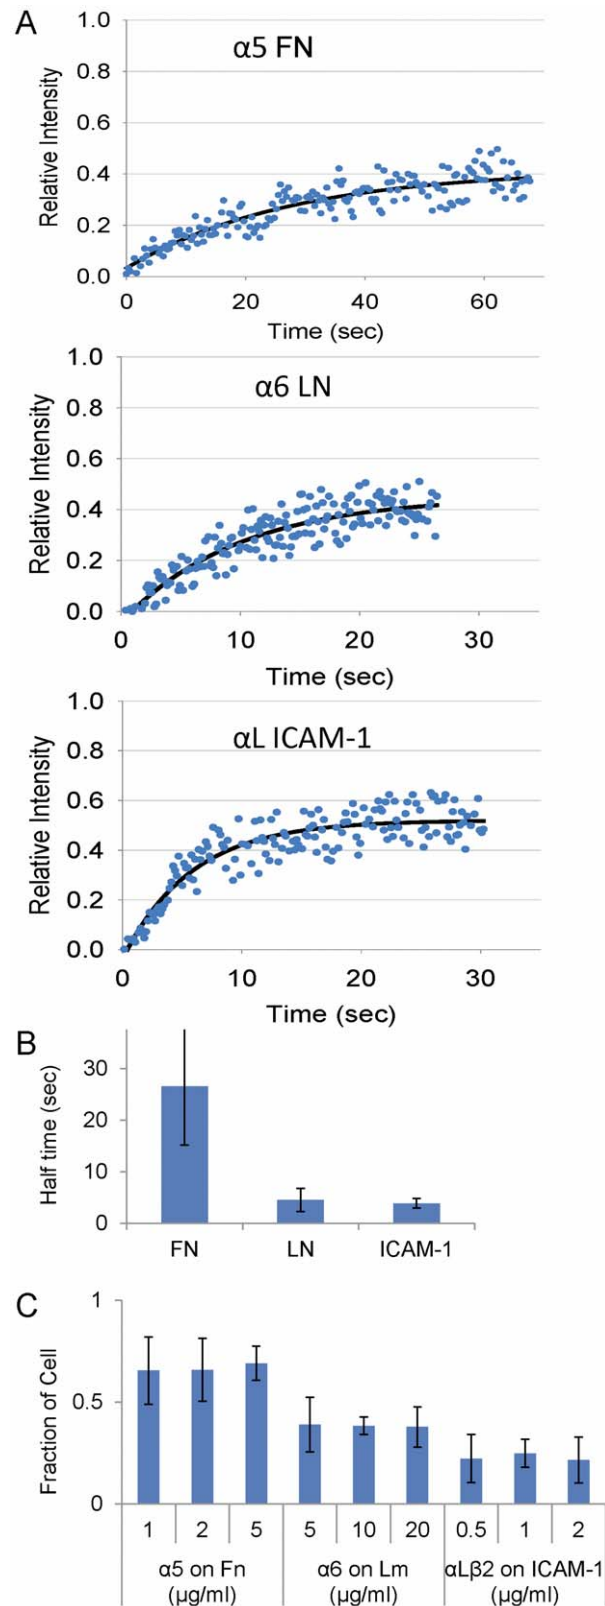 A
α5 FN
1.0
0.8
0.6
0.4
0.2
0.0
Relative Intensity
0 20 40 60
Time (sec)
α6 LN
1.0
0.8
0.6
0.4
0.2
0.0
Relative Intensity
0 10 20 30
Time (sec)
αL ICAM-1
1.0
0.8
0.6
0.4
0.2
0.0
Relative Intensity
0 10 20 30
Time (sec)
B
30
20
10
0
Half time (sec)
FN LN ICAM-1
C
1
0.5
0
Fraction of Cell
1 2 5 5 10 20 0.5 1 2
α5 on Fn α6 on Lm αLβ2 on ICAM-1
(µg/ml) (µg/ml) (µg/ml)